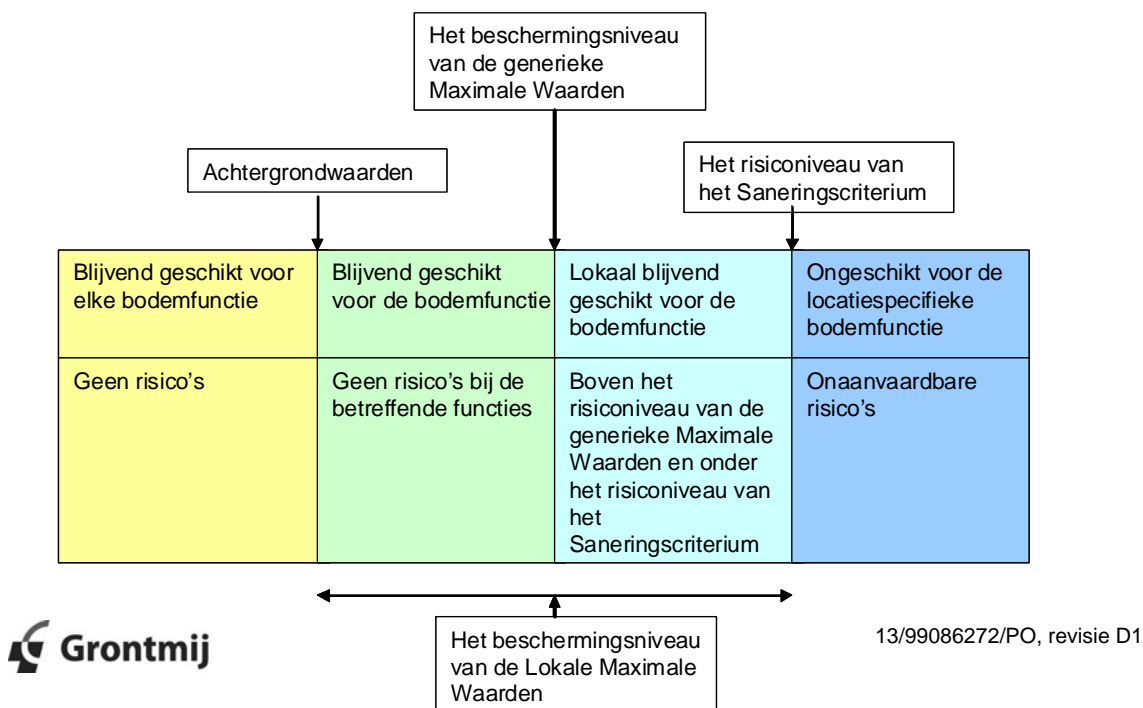 Het beschermingsniveau
van de generieke
Maximale Waarden
Achtergrondwaarden
Het risiconiveau van
het Saneringscriterium
Blijvend geschikt voor
elke bodemfunctie
Blijvend geschikt
voor de bodemfunctie
Lokaal blijvend
geschikt voor de
bodemfunctie
Ongeschikt voor de
locatiespecifieke
bodemfunctie
Geen risico's
Geen risico's bij de
betreffende functies
Boven het
risiconiveau van de
generieke Maximale
Waarden en onder
het risiconiveau van
het
Saneringscriterium
Onaanvaardbare
risico's
Het beschermingsniveau
van de Lokale Maximale
Waarden
Grontmij
13/99086272/PO, revisie D1